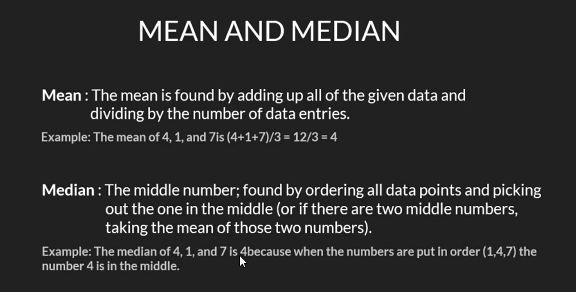 MEAN AND MEDIAN
Mean : The mean is found by adding up all of the given data and
dividing by the number of data entries.
Example: The mean of 4, 1, and 7is (4+1+7)/3 = 12/3 = 4
Median : The middle number; found by ordering all data points and picking
out the one in the middle (or if there are two middle numbers,
taking the mean of those two numbers).
Example: The median of 4, 1, and 7 is 4because when the numbers are put in order (1,4,7) the
number 4 is in the middle.